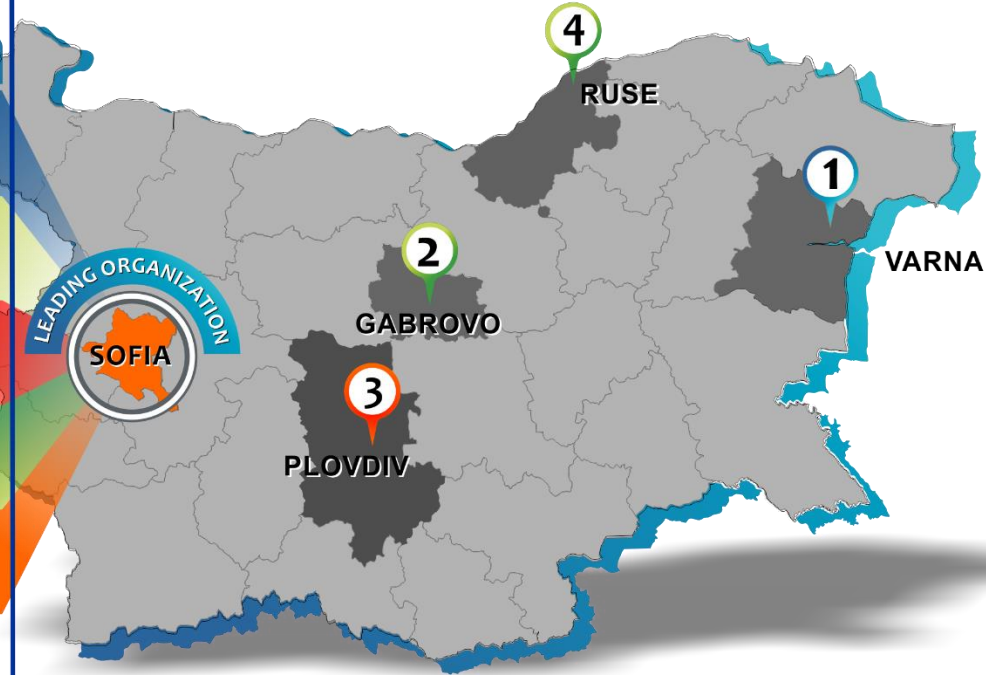 4
RUSE
1
VARNA
2
GABROVO
LEADING ORGANIZATION
SOFIA
3
PLOVDIV